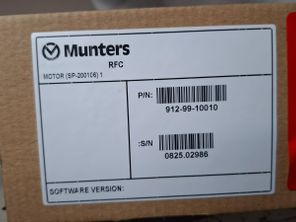 Munters
RFC
MOTOR (SP-200106) 1
P/N:
912-99-10010
:S/N
0825.02986
SOFTWARE VERSION: